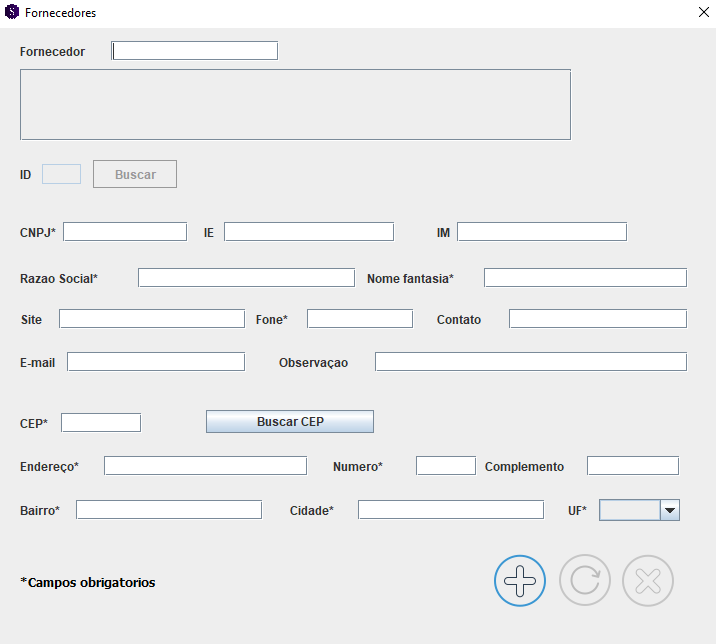 Fornecedores
Fornecedor
ID Buscar
CNPJ* IE IM
Razao Social* Nome fantasia*
Site Fone* Contato
E-mail Observaçao
CEP* Buscar CEP
Endereço* Numero* Complemento
Bairro* Cidade* UF*
*Campos obrigatorios